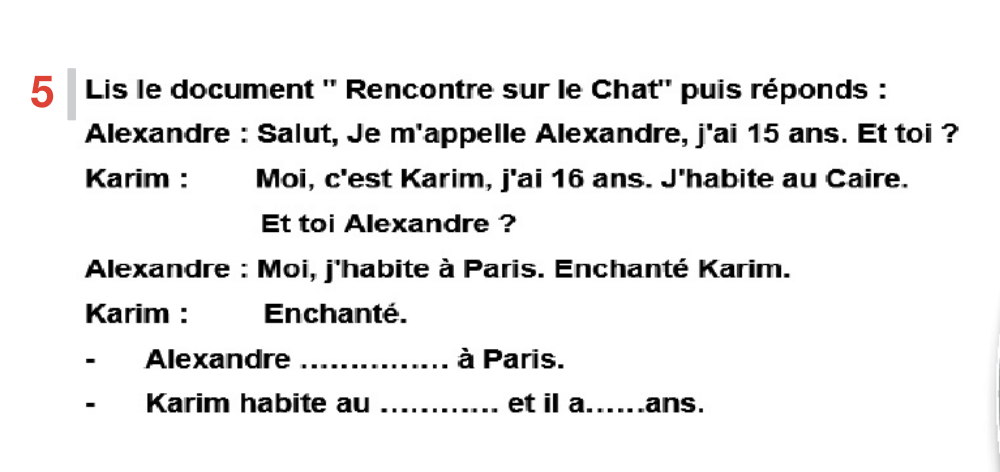 5 Lis le document " Rencontre sur le Chat" puis réponds :
Alexandre : Salut, Je m'appelle Alexandre, j'ai 15 ans. Et toi ?
Karim : Moi, c'est Karim, j'ai 16 ans. J'habite au Caire.
Et toi Alexandre ?
Alexandre : Moi, j'habite à Paris. Enchanté Karim.
Karim : Enchanté.
- Alexandre ............... à Paris.
- Karim habite au ............ et il a......ans.